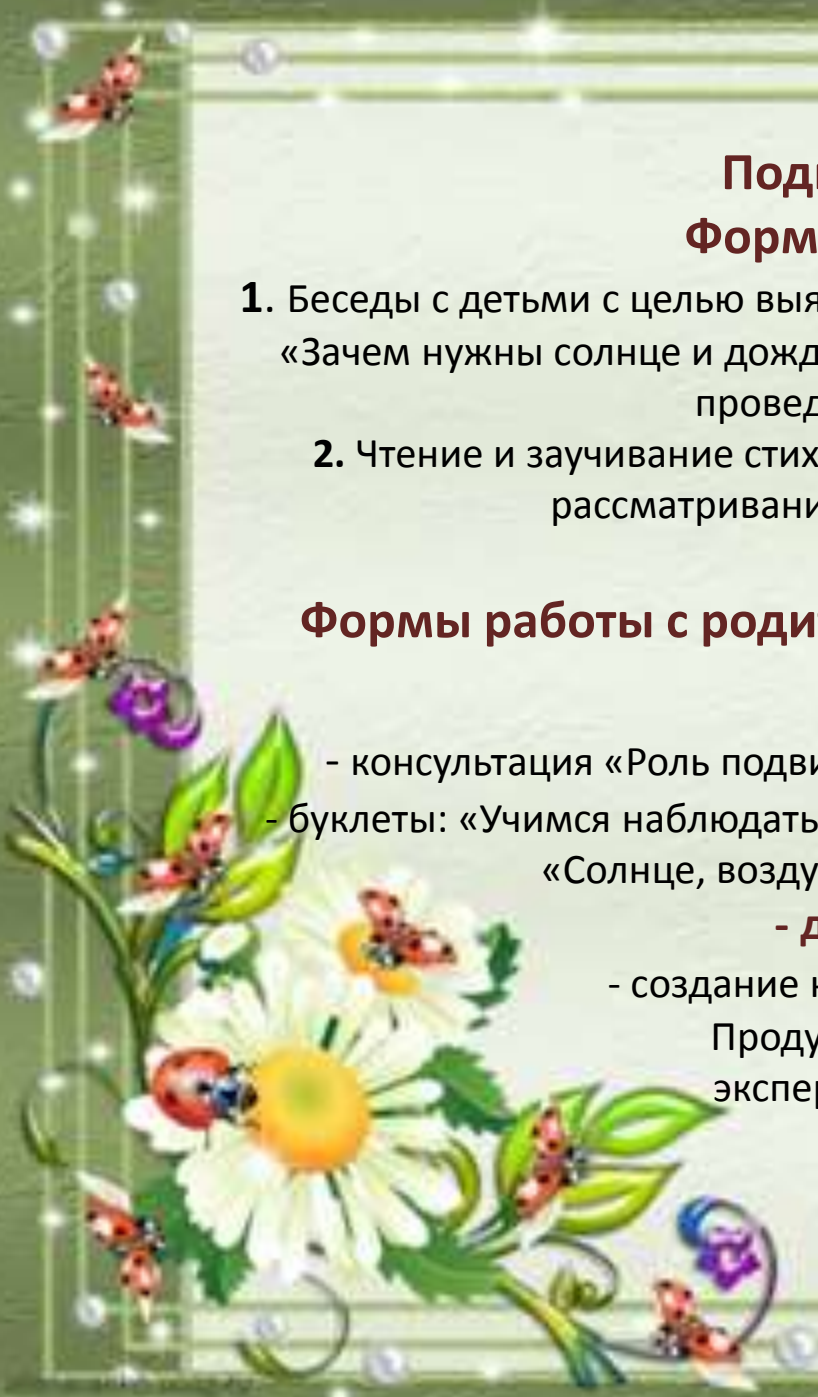 Подг
Форм
1. Беседы с детьми с целью выя
«Зачем нужны солнце и дожд
провед
2. Чтение и заучивание стих
рассматривани
Формы работы с роди
- консультация «Роль подви
- буклеты: «Учимся наблюдать
«Солнце, возду
- д
- создание
Проду
экспер